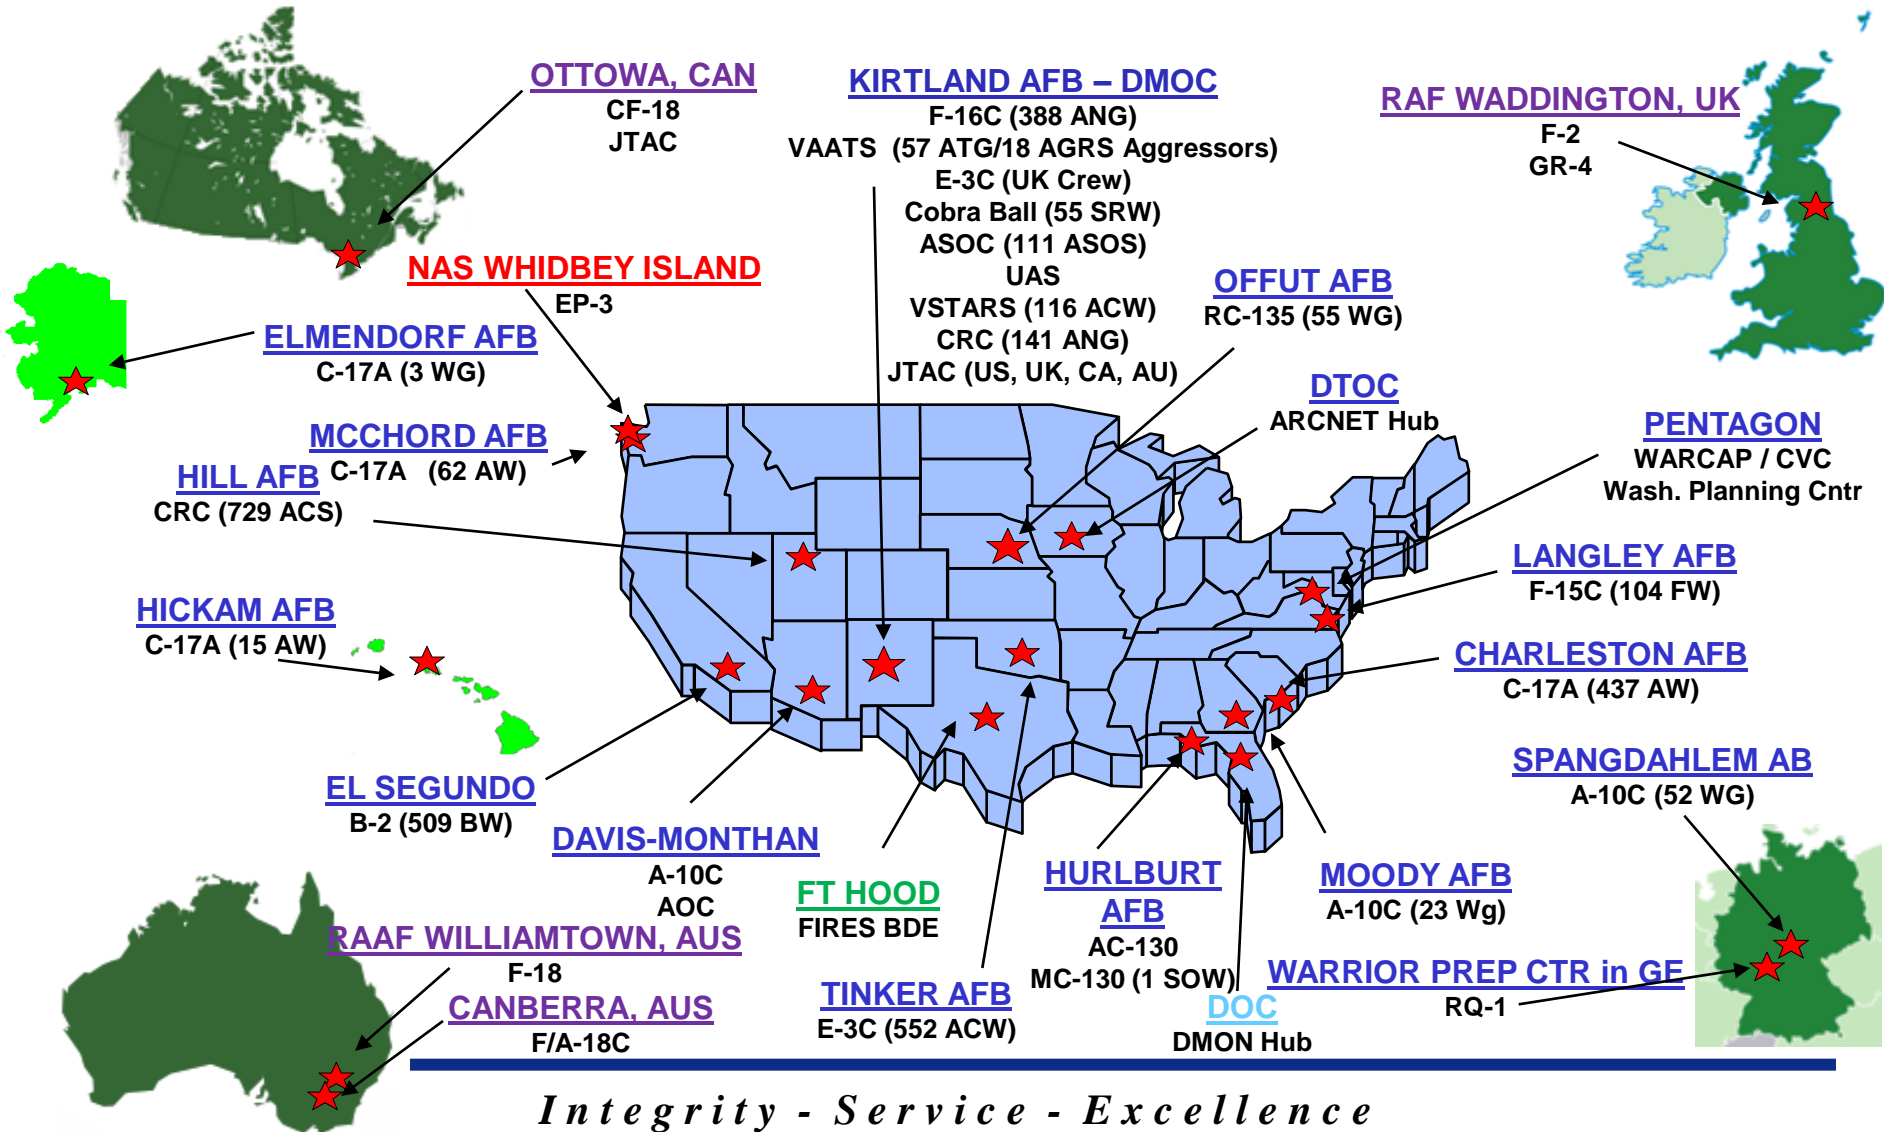 OTTOWA, CAN
CF-18
JTAC
KIRTLAND AFB – DMOC
F-16C (388 ANG)
VAATS  (57 ATG/18 AGRS Aggressors)
E-3C (UK Crew)
Cobra Ball (55 SRW)
ASOC (111 ASOS)
UAS
VSTARS (116 ACW)
CRC (141 ANG)
JTAC (US, UK, CA, AU)
RAF WADDINGTON, UK
F-2
GR-4
NAS WHIDBEY ISLAND
EP-3
OFFUT AFB
RC-135 (55 WG)
ELMENDORF AFB
C-17A (3 WG)
DTOC
ARCNET Hub
MCCHORD AFB
C-17A   (62 AW)
PENTAGON
WARCAP / CVC
Wash. Planning Cntr
HILL AFB
CRC (729 ACS)
LANGLEY AFB
F-15C (104 FW)
HICKAM AFB
C-17A (15 AW)
CHARLESTON AFB
C-17A (437 AW)
EL SEGUNDO
B-2 (509 BW)
SPANGDAHLEM AB
A-10C (52 WG)
DAVIS-MONTHAN
A-10C
AOC
FT HOOD
FIRES BDE
HURLBURT
AFB
AC-130
MC-130 (1 SOW)
MOODY AFB
A-10C (23 Wg)
RAAF WILLIAMTOWN, AUS
F-18
CANBERRA, AUS
F/A-18C
TINKER AFB
E-3C (552 ACW)
DOC
DMON Hub
WARRIOR PREP CTR in GE
RQ-1
Integrity - Service - Excellence